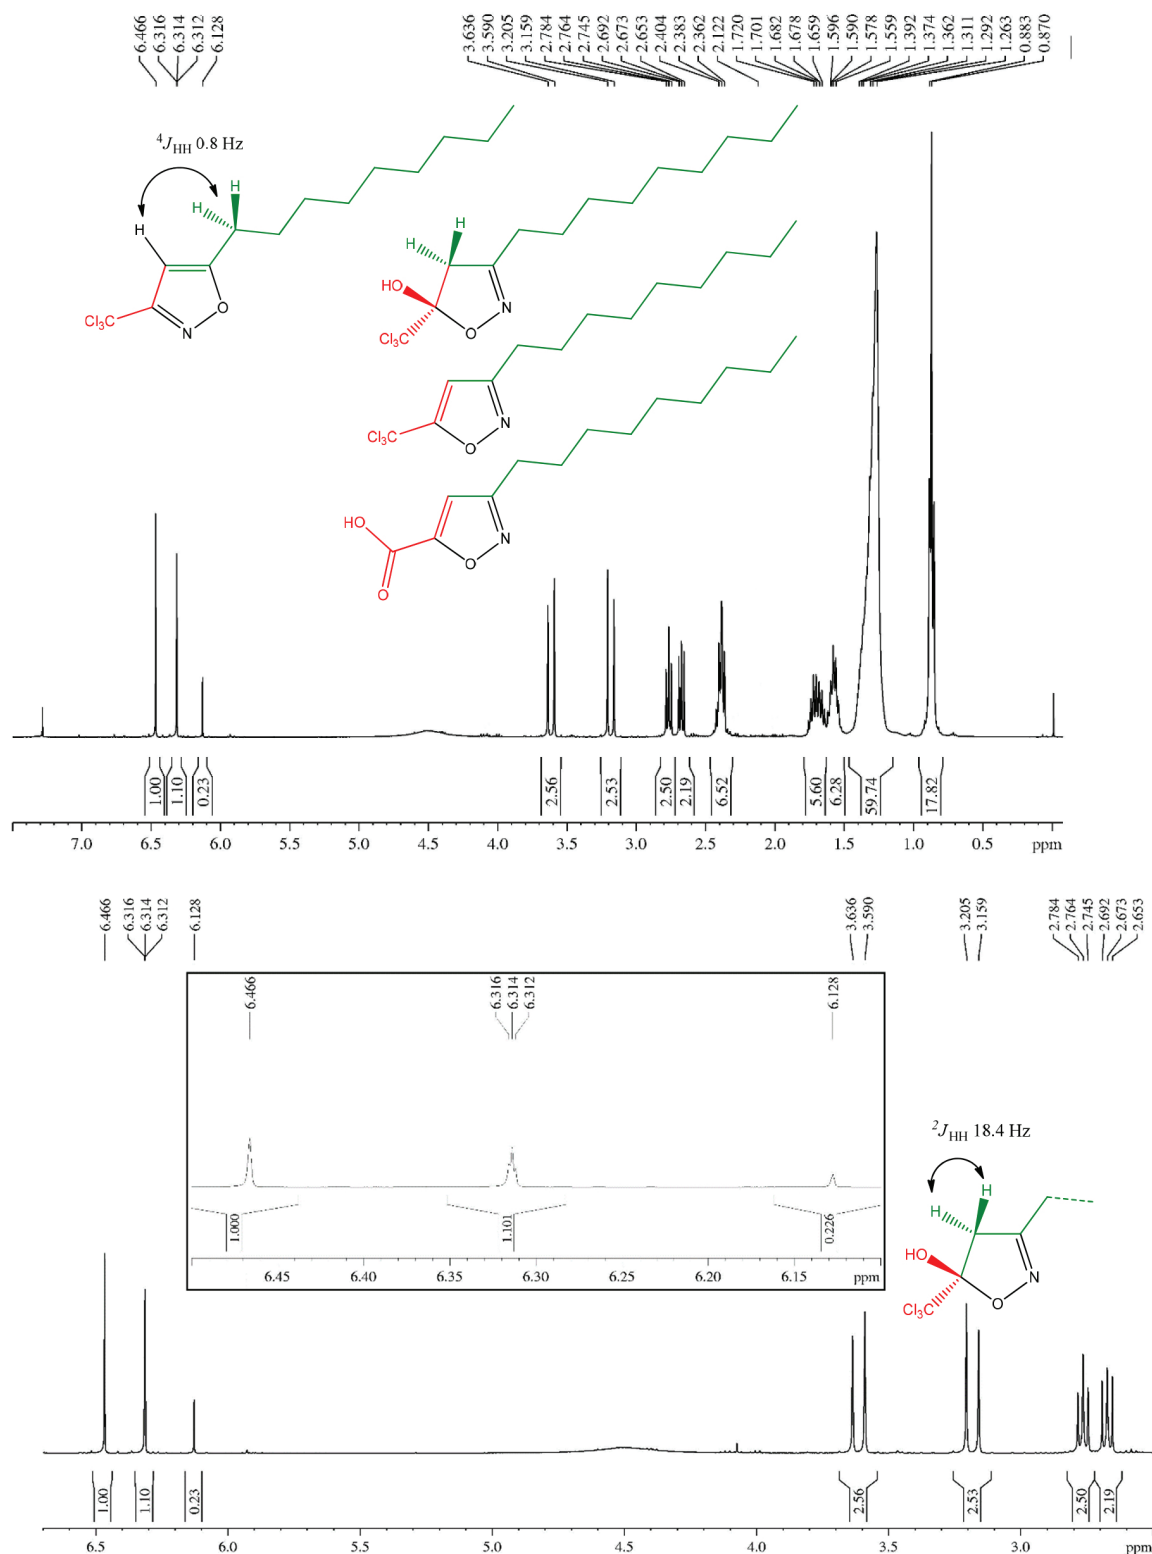 6.466
6.316
6.314
6.312
6.128
3.636
3.590
3.205
3.159
2.784
2.764
2.745
2.692
2.673
2.653
2.404
2.383
2.362
2.122
1.720
1.701
1.682
1.678
1.659
1.596
1.590
1.578
1.559
1.392
1.374
1.362
1.311
1.292
1.263
0.883
0.870
⁴J_HH 0.8 Hz
H
H
H
Cl₃C
N
O
H
H
HO
Cl₃C
O
N
Cl₃C
O
N
HO
O
O
N
1.00
1.10
0.23
2.56
2.53
2.50
2.19
6.52
5.60
6.28
59.74
17.82
7.0 6.5 6.0 5.5 5.0 4.5 4.0 3.5 3.0 2.5 2.0 1.5 1.0 0.5 ppm
6.466
6.316
6.314
6.312
6.128
3.636
3.590
3.205
3.159
2.784
2.764
2.745
2.692
2.673
2.653
6.466
6.316
6.314
6.312
6.128
1.000
1.101
0.226
6.45 6.40 6.35 6.30 6.25 6.20 6.15 ppm
²J_HH 18.4 Hz
H
H
HO
Cl₃C
O
N
1.00
1.10
0.23
2.56
2.53
2.50
2.19
6.5 6.0 5.5 5.0 4.5 4.0 3.5 3.0 ppm